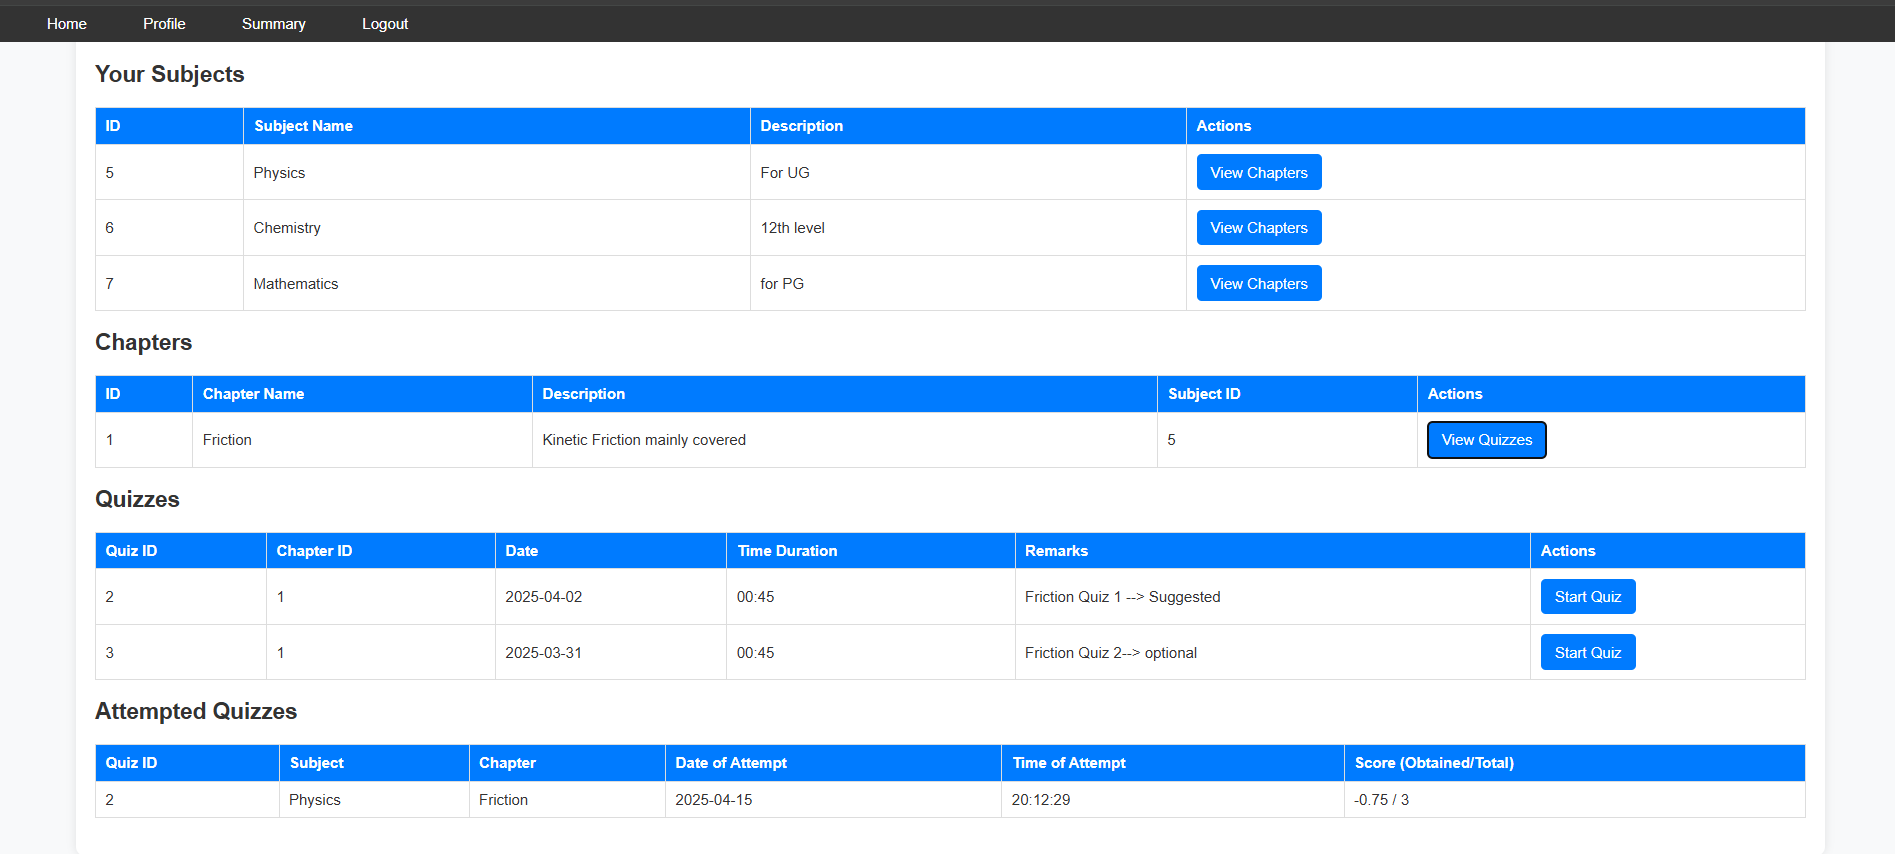 Home Profile Summary Logout
Your Subjects
ID Subject Name Description Actions
5 Physics For UG View Chapters
6 Chemistry 12th level View Chapters
7 Mathematics for PG View Chapters
Chapters
ID Chapter Name Description Subject ID Actions
1 Friction Kinetic Friction mainly covered 5 View Quizzes
Quizzes
Quiz ID Chapter ID Date Time Duration Remarks Actions
2 1 2025-04-02 00:45 Friction Quiz 1 --> Suggested Start Quiz
3 1 2025-03-31 00:45 Friction Quiz 2--> optional Start Quiz
Attempted Quizzes
Quiz ID Subject Chapter Date of Attempt Time of Attempt Score (Obtained/Total)
2 Physics Friction 2025-04-15 20:12:29 -0.75 / 3